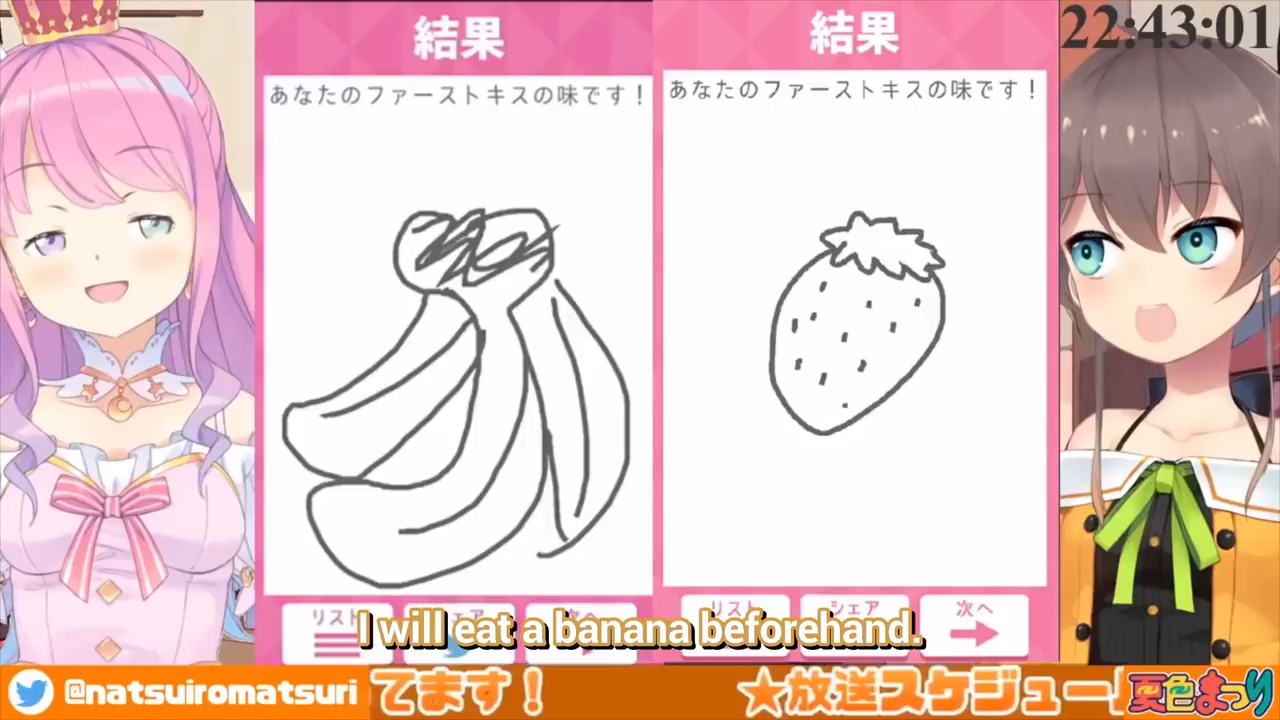 22:43:01
結果
結果
あなたのファーストキスの味です！
あなたのファーストキスの味です！
リスト
シェア
次へ
I will eat a banana beforehand.
@natsuiromatsuri
てます！
★放送スケジュール
夏色まつり